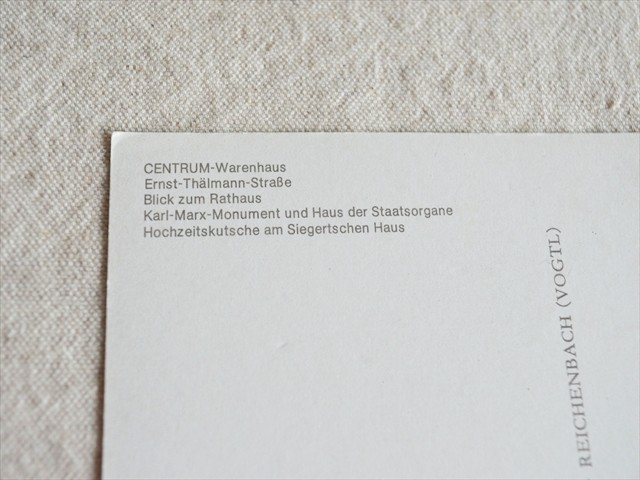 CENTRUM-Warenhaus
Ernst-Thälmann-Straße
Blick zum Rathaus
Karl-Marx-Monument und Haus der Staatsorgane
Hochzeitskutsche am Siegertschen Haus
REICHENBACH (VOGTL)